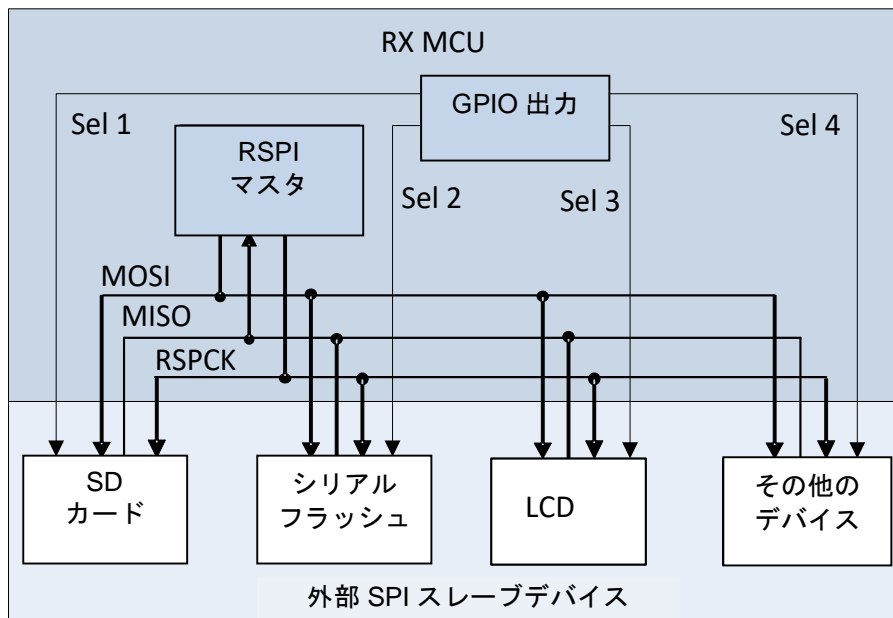 RX MCU
GPIO 出力
Sel 1
Sel 4
RSPI
マスタ
Sel 2
Sel 3
MOSI
MISO
RSPCK
SD
カード
シリアル
フラッシュ
LCD
その他の
デバイス
外部 SPI スレーブデバイス